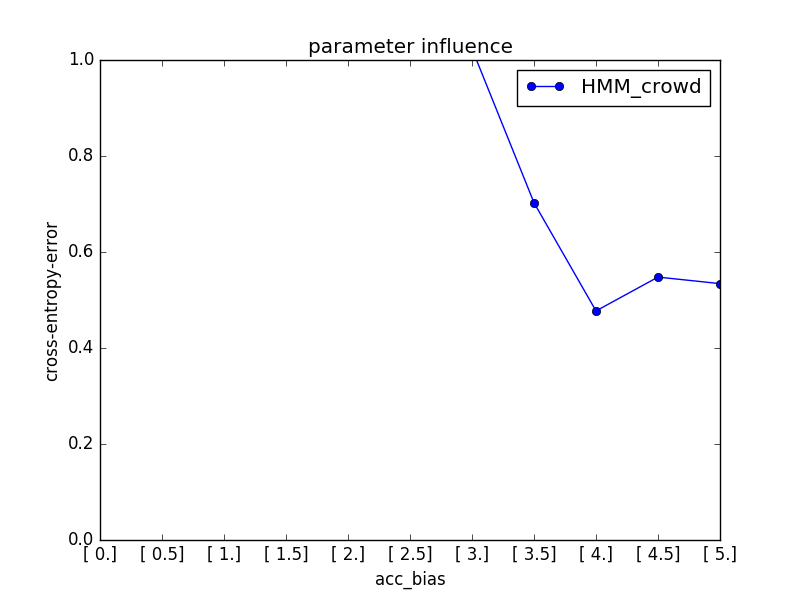 parameter influence
HMM_crowd
1.0
0.8
0.6
0.4
0.2
0.0
cross-entropy-error
[ 0.] [ 0.5] [ 1.] [ 1.5] [ 2.] [ 2.5] [ 3.] [ 3.5] [ 4.] [ 4.5] [ 5.]
acc_bias